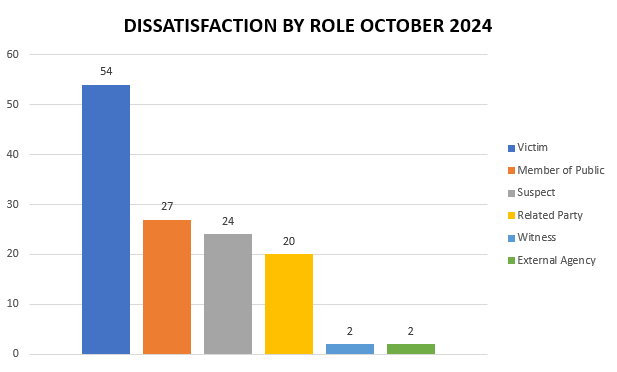 DISSATISFACTION BY ROLE OCTOBER 2024
60
50
40
30
20
10
0
54
27
24
20
2
2
Victim
Member of Public
Suspect
Related Party
Witness
External Agency